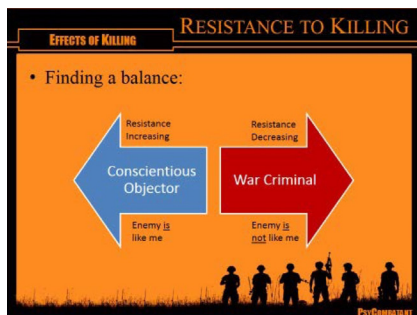 RESISTANCE TO KILLING
EFFECTS OF KILLING
• Finding a balance:
Resistance
Increasing
Conscientious
Objector
Enemy is
like me
Resistance
Decreasing
War Criminal
Enemy is
not like me
PSYCOMBATANT